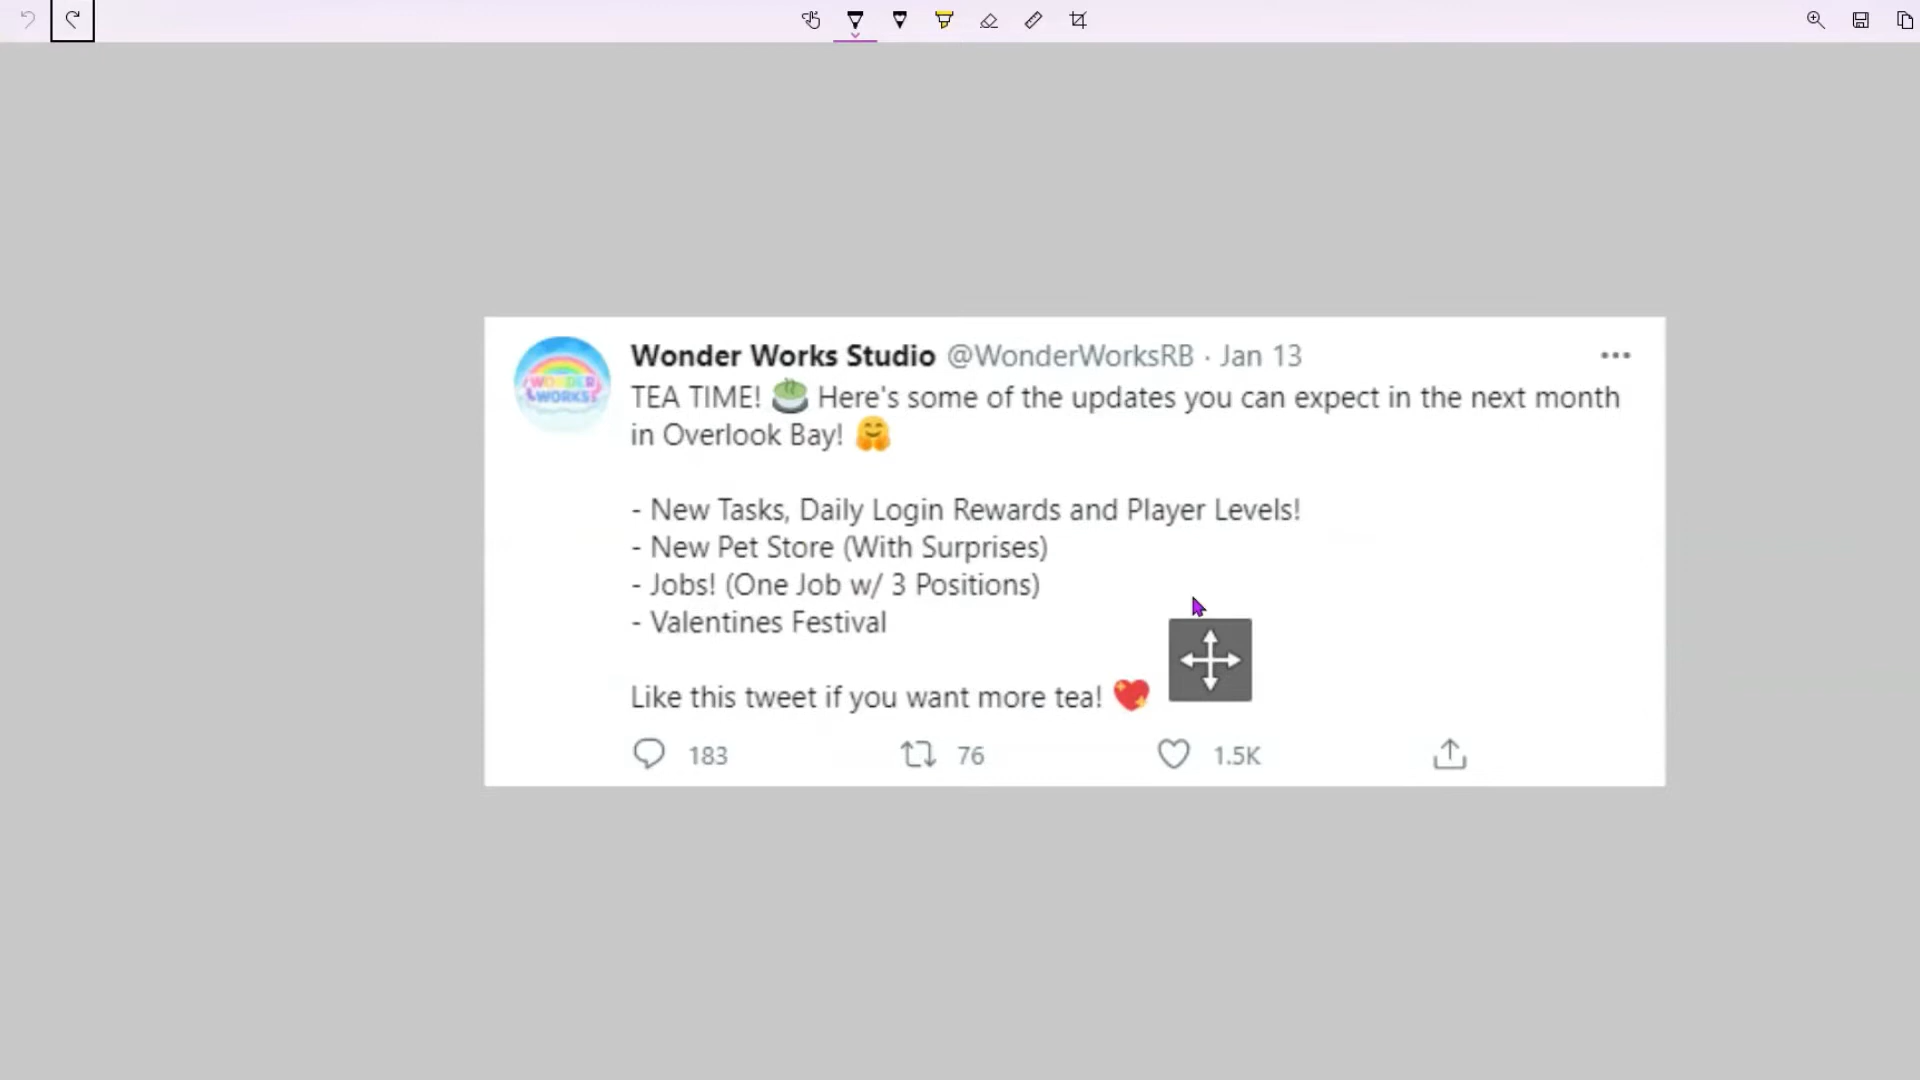 Wonder Works Studio @WonderWorksRB · Jan 13
TEA TIME! 🍵 Here's some of the updates you can expect in the next month
in Overlook Bay! 🤗
- New Tasks, Daily Login Rewards and Player Levels!
- New Pet Store (With Surprises)
- Jobs! (One Job w/ 3 Positions)
- Valentines Festival
Like this tweet if you want more tea! 💖
183 76 1.5K
WONDER
WORKS